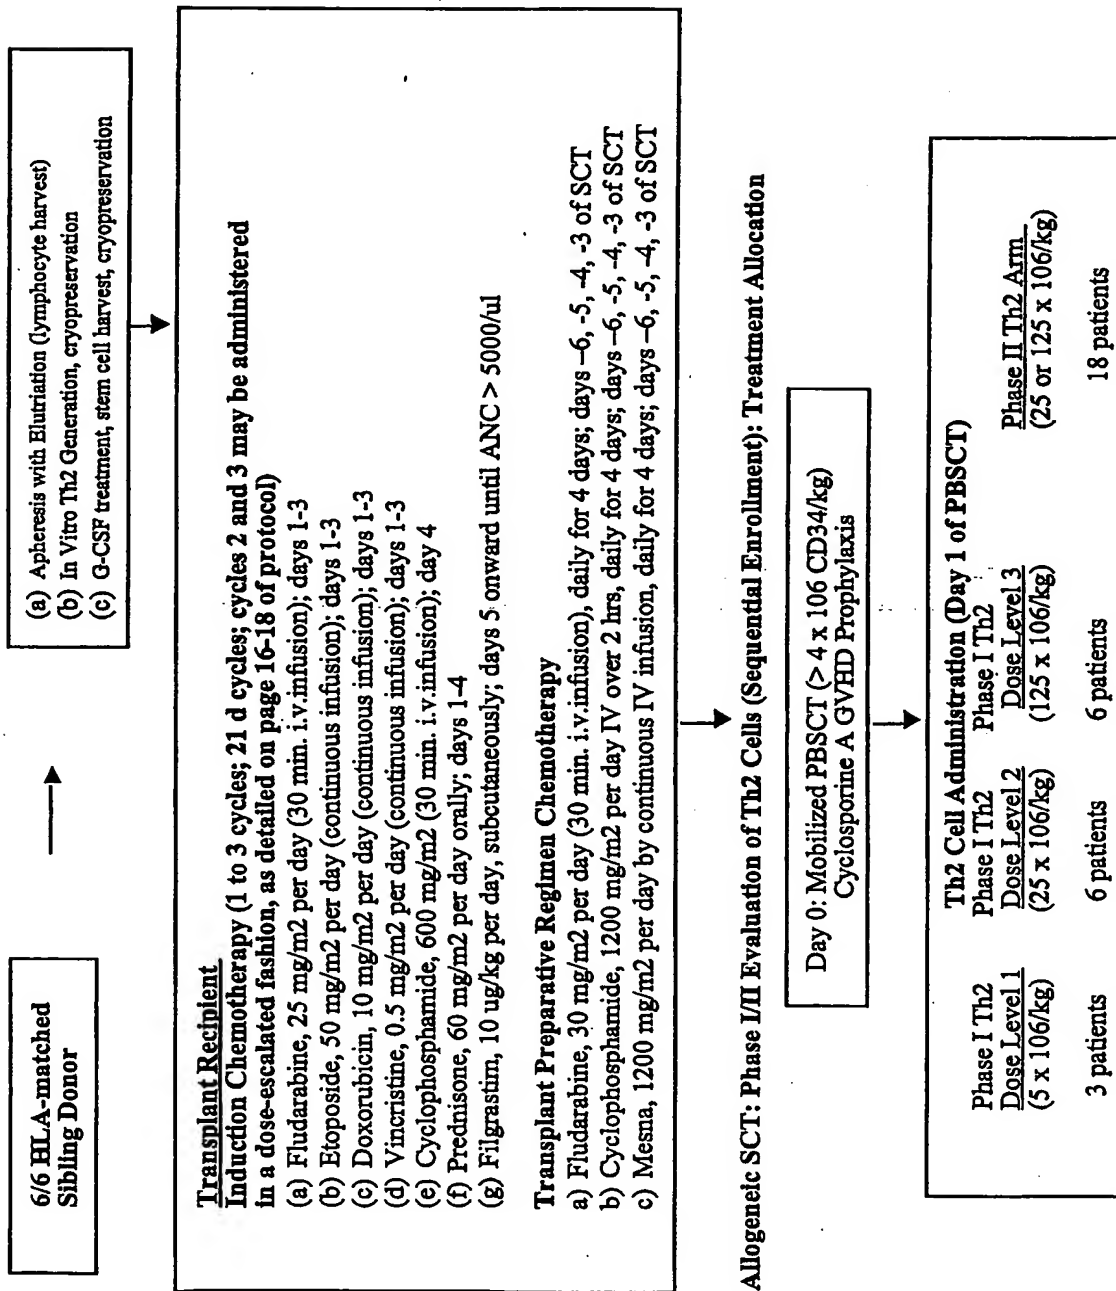 6/6 HLA-matched
Sibling Donor
(a) Apheresis with Elutriation (lymphocyte harvest)
(b) In Vitro Th2 Generation, cryopreservation
(c) G-CSF treatment, stem cell harvest, cryopreservation
Transplant Recipient
Induction Chemotherapy (1 to 3 cycles; 21 d cycles; cycles 2 and 3 may be administered
in a dose-escalated fashion, as detailed on page 16-18 of protocol)
(a) Fludarabine, 25 mg/m2 per day (30 min. i.v.infusion); days 1-3
(b) Etoposide, 50 mg/m2 per day (continuous infusion); days 1-3
(c) Doxorubicin, 10 mg/m2 per day (continuous infusion); days 1-3
(d) Vincristine, 0.5 mg/m2 per day (continuous infusion); days 1-3
(e) Cyclophosphamide, 600 mg/m2 (30 min. i.v.infusion); day 4
(f) Prednisone, 60 mg/m2 per day orally; days 1-4
(g) Filgrastim, 10 ug/kg per day, subcutaneously; days 5 onward until ANC > 5000/ul
Transplant Preparative Regimen Chemotherapy
a) Fludarabine, 30 mg/m2 per day (30 min. i.v.infusion), daily for 4 days; days –6, -5, -4, -3 of SCT
b) Cyclophosphamide, 1200 mg/m2 per day IV over 2 hrs, daily for 4 days; days –6, -5, -4, -3 of SCT
c) Mesna, 1200 mg/m2 per day by continuous IV infusion, daily for 4 days; days –6, -5, -4, -3 of SCT
Allogeneic SCT: Phase I/II Evaluation of Th2 Cells (Sequential Enrollment): Treatment Allocation
Day 0: Mobilized PBSCT (> 4 x 106 CD34/kg)
Cyclosporine A GVHD Prophylaxis
Th2 Cell Administration (Day 1 of PBSCT)
Phase I Th2
Dose Level 1
(5 x 106/kg)
3 patients
Phase I Th2
Dose Level 2
(25 x 106/kg)
6 patients
Phase I Th2
Dose Level 3
(125 x 106/kg)
6 patients
Phase II Th2 Arm
(25 or 125 x 106/kg)
18 patients